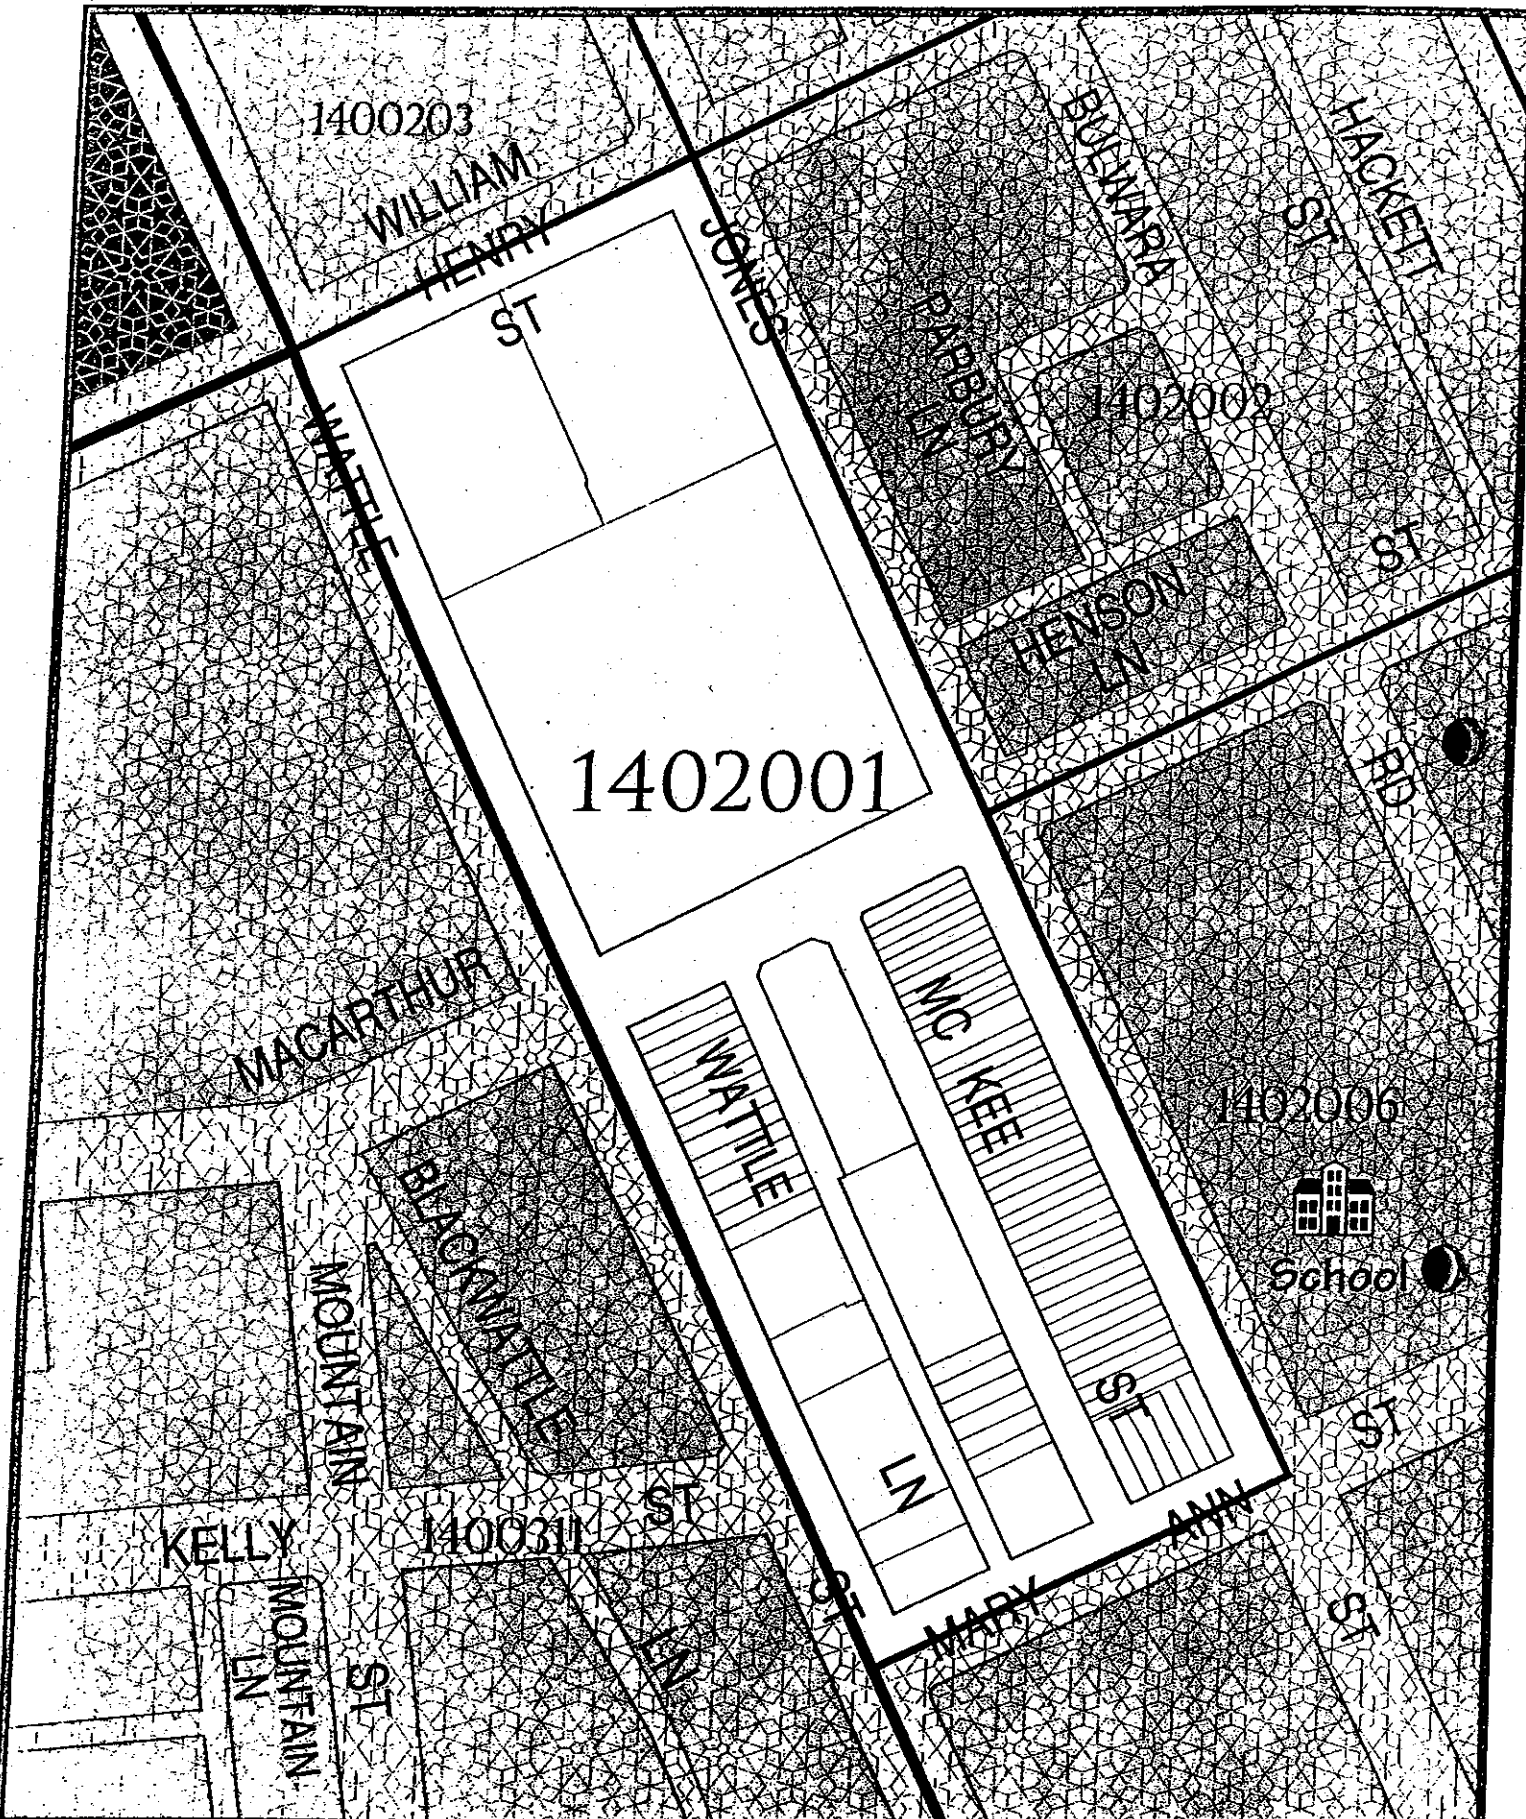 1400203
WILLIAM
HENRY
ST
JONES
BULWARA
HACKETT
ST
PARBURY
LN
1402002
WATTLE
ST
HENSON
LN
RD
1402001
MACARTHUR
WATTLE
MC KEE
1402006
School
BLACKWATTLE
MOUNTAIN
ST
ST
LN
ST
ANN
KELLY
1400311
MARY
ST
ST
MOUNTAIN
LN
ST
LN